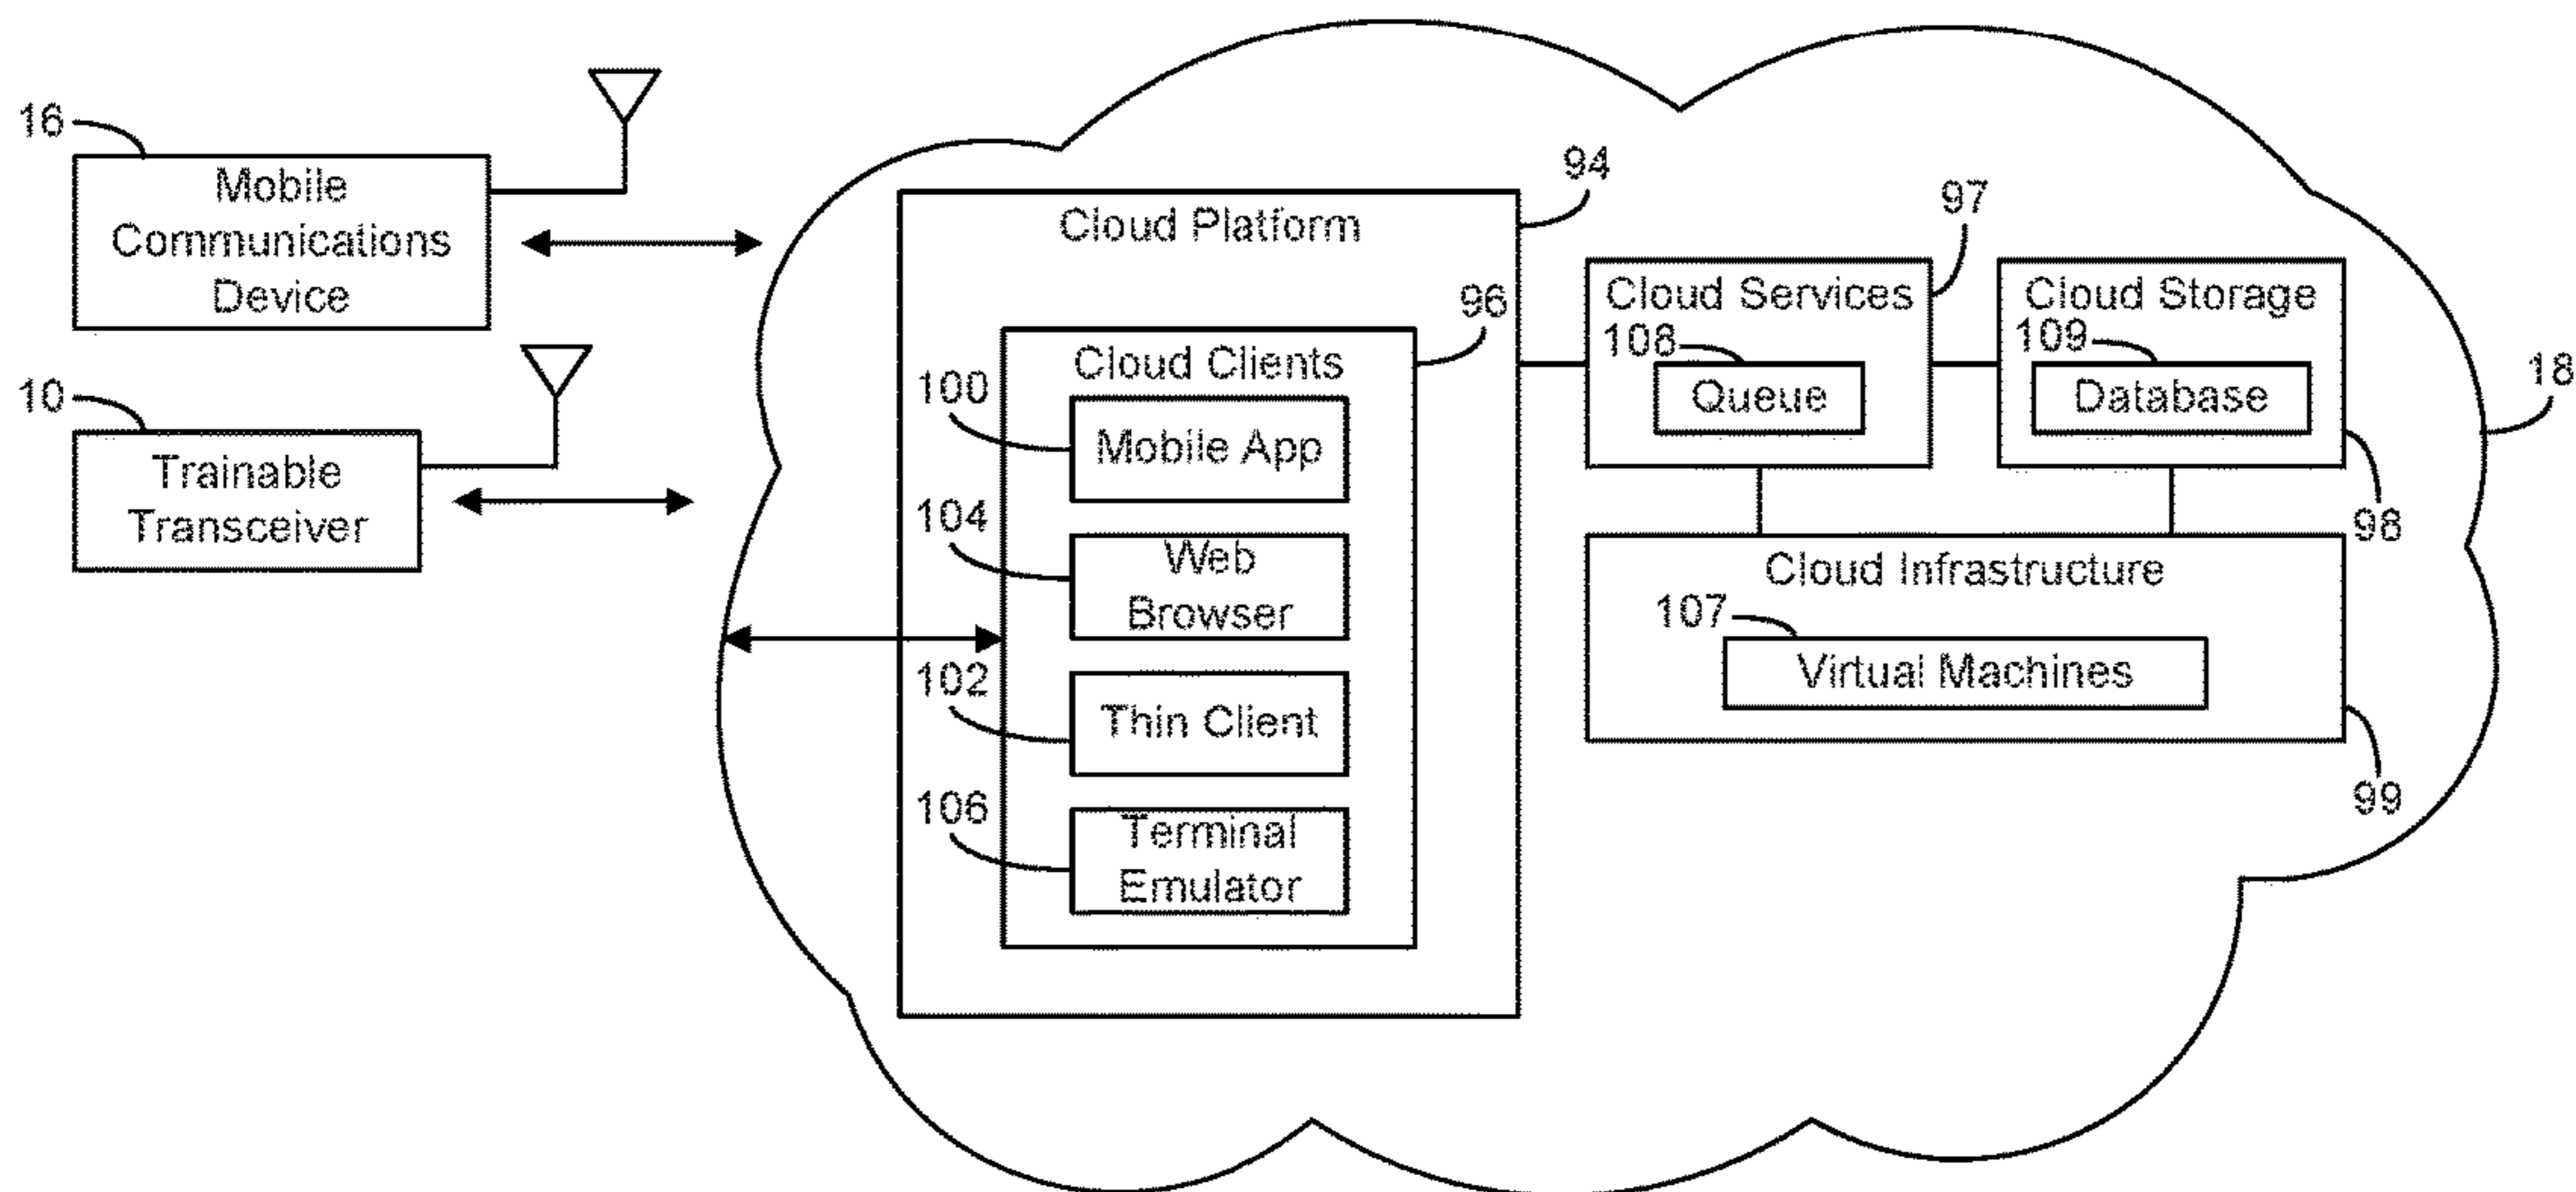 16
Mobile
Communications
Device
10
Trainable
Transceiver
94
Cloud Platform
96
Cloud Clients
100
Mobile App
104
Web
Browser
102
Thin Client
106
Terminal
Emulator
97
Cloud Services
108
Queue
Cloud Storage
109
Database
18
98
Cloud Infrastructure
107
Virtual Machines
99